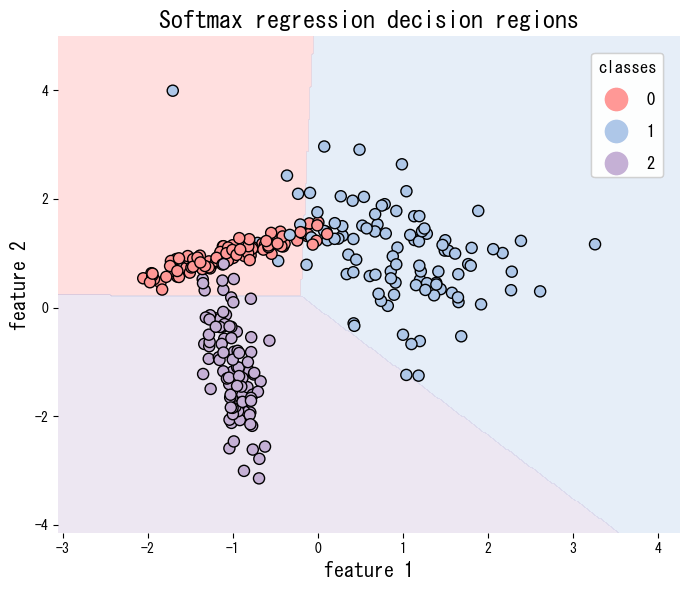 Softmax regression decision regions
classes
0
1
2
4
2
0
-2
-4
feature 2
-3 -2 -1 0 1 2 3 4
feature 1